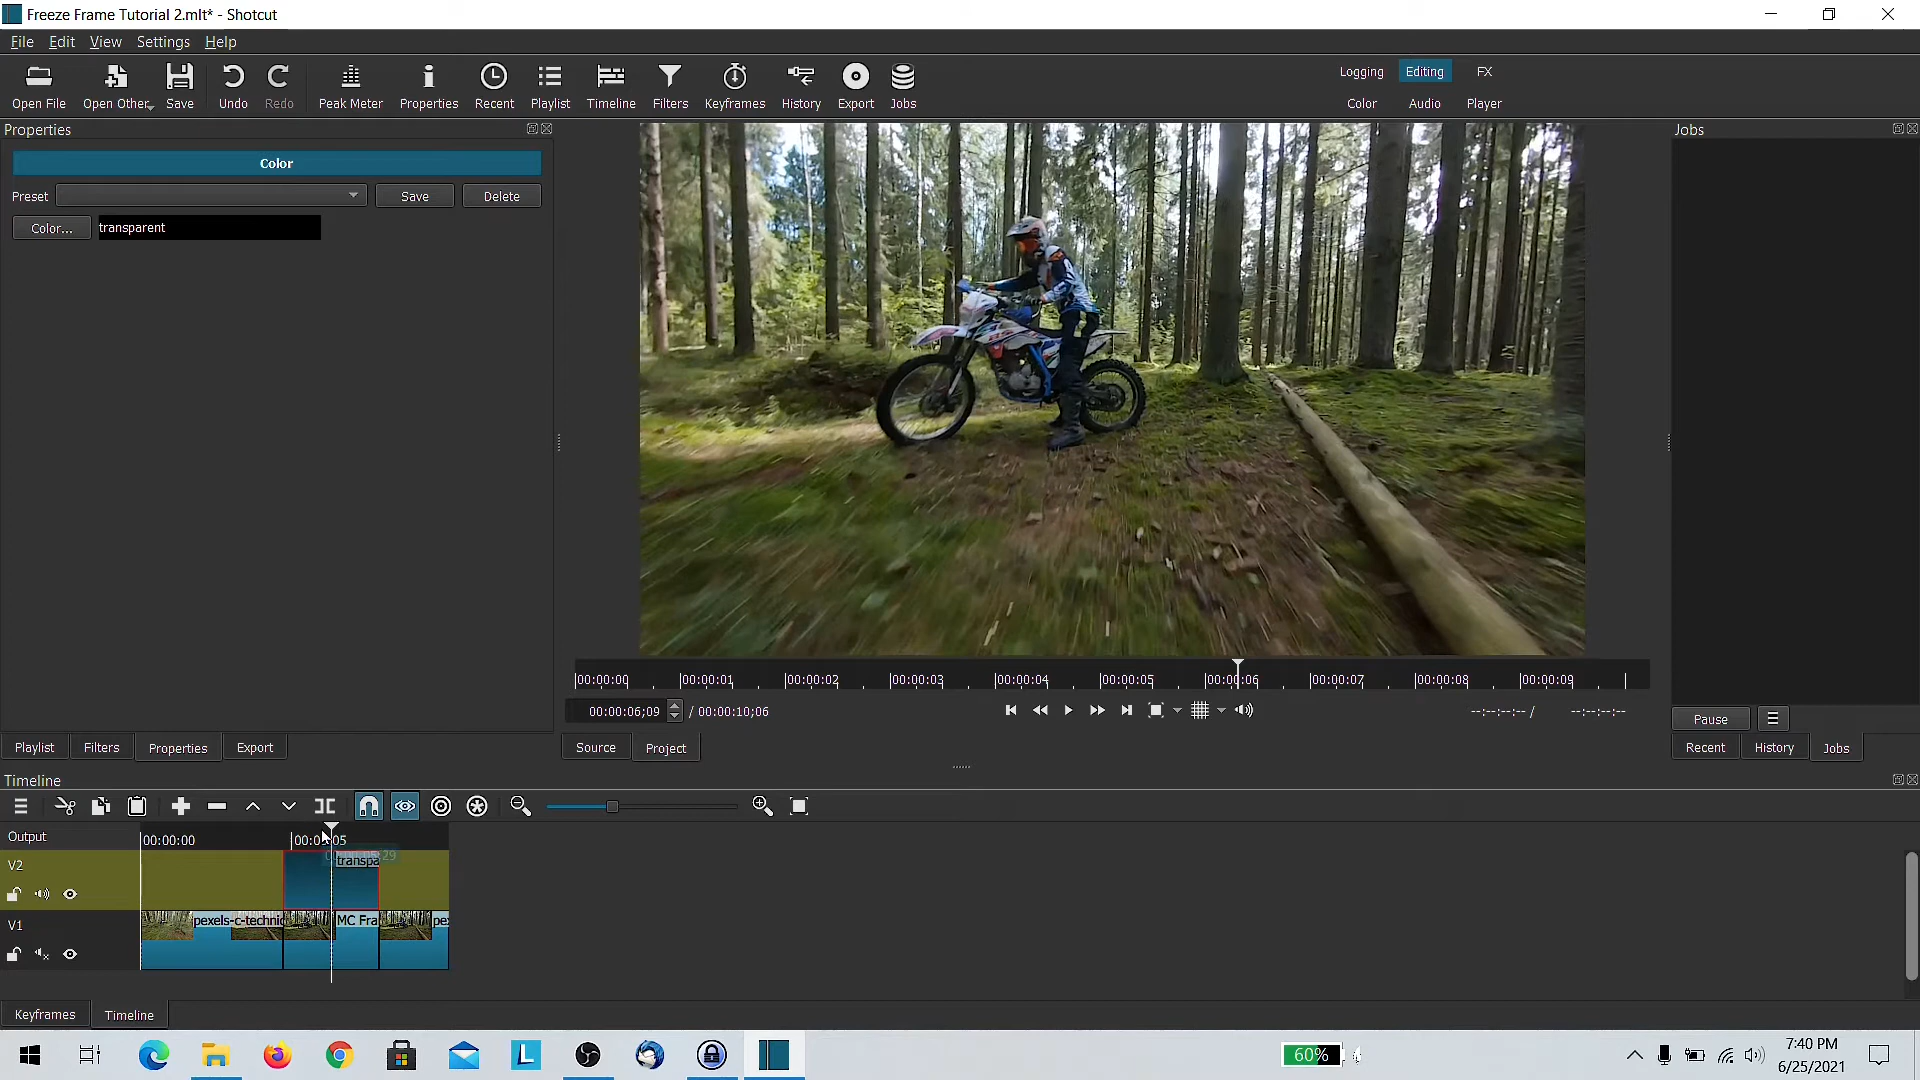 Freeze Frame Tutorial 2.mlt* - Shotcut
File Edit View Settings Help
Open File Open Other Save Undo Redo Peak Meter Properties Recent Playlist Timeline Filters Keyframes History Export Jobs
Logging Editing FX
Color Audio Player
Properties
Jobs
Color
Preset Save Delete
Color... transparent
00:00:00 00:00:01 00:00:02 00:00:03 00:00:04 00:00:05 00:00:06 00:00:07 00:00:08 00:00:09
00:00:06;09 / 00:00:10;06
--:--:--:-- / --:--:--:--
Pause
Playlist Filters Properties Export
Source Project
Recent History Jobs
Timeline
Output
00:00:00
V2
transpa
V1
pexels-c-technic
MC Fra
pe
Keyframes Timeline
60%
7:40 PM
6/25/2021